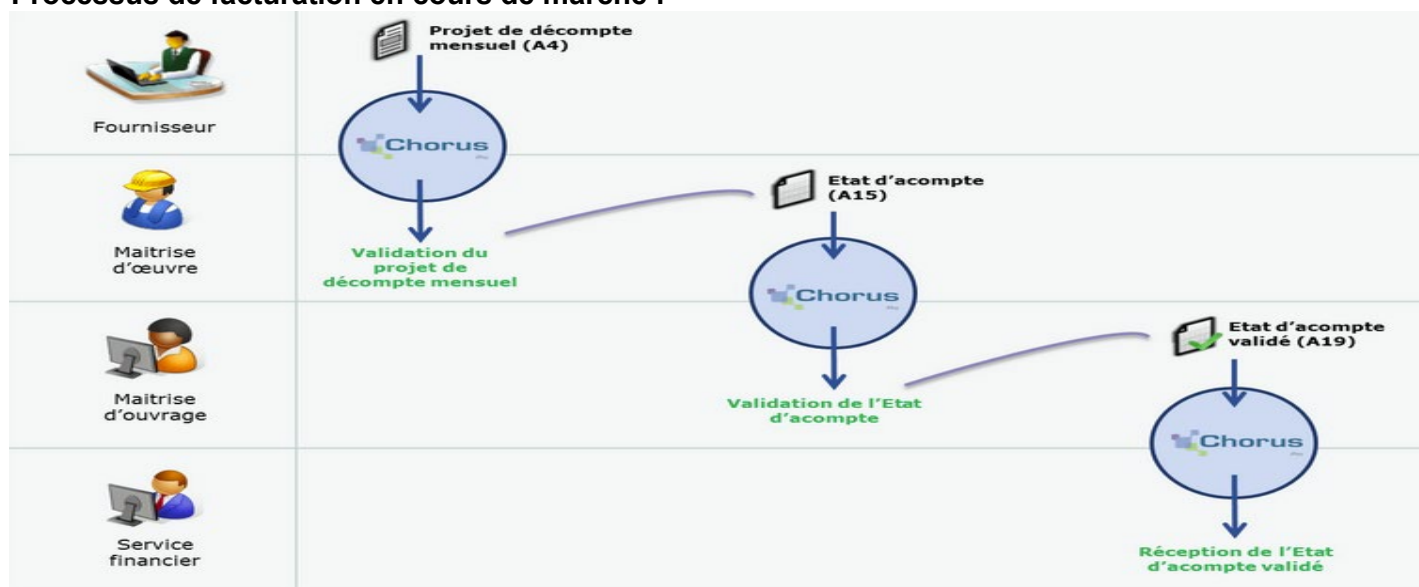 Processus de facturation en cours de marché :
Projet de décompte
mensuel (A4)
Chorus
Fournisseur
Etat d'acompte
(A15)
Maitrise
d'œuvre
Validation du
projet de
décompte mensuel
Chorus
Etat d'acompte
validé (A19)
Maitrise
d'ouvrage
Validation de l'Etat
d'acompte
Chorus
Service
financier
Réception de l'Etat
d'acompte validé